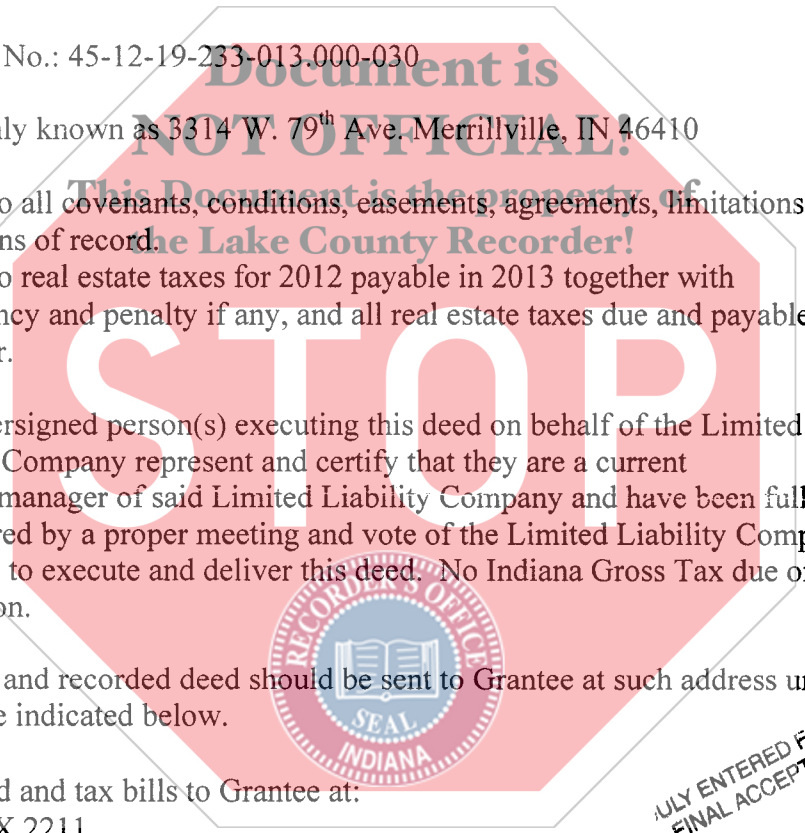 No.: 45-12-19-233-013.000-030
Document is
ly known as 3314 W. 79th Ave. Merrillville, IN 46410
NOT OFFICIAL!
o all covenants, conditions, easements, agreements, limitations
This Document is the property of
ns of record.
the Lake County Recorder!
o real estate taxes for 2012 payable in 2013 together with
ncy and penalty if any, and all real estate taxes due and payable
r.
STOP
ersigned person(s) executing this deed on behalf of the Limited
Company represent and certify that they are a current
manager of said Limited Liability Company and have been full
red by a proper meeting and vote of the Limited Liability Comp
to execute and deliver this deed. No Indiana Gross Tax due o
on.
RECORDER'S OFFICE
SEAL
INDIANA
and recorded deed should be sent to Grantee at such address u
e indicated below.
d and tax bills to Grantee at:
X 2211
ULY ENTERED F
FINAL ACCEPT